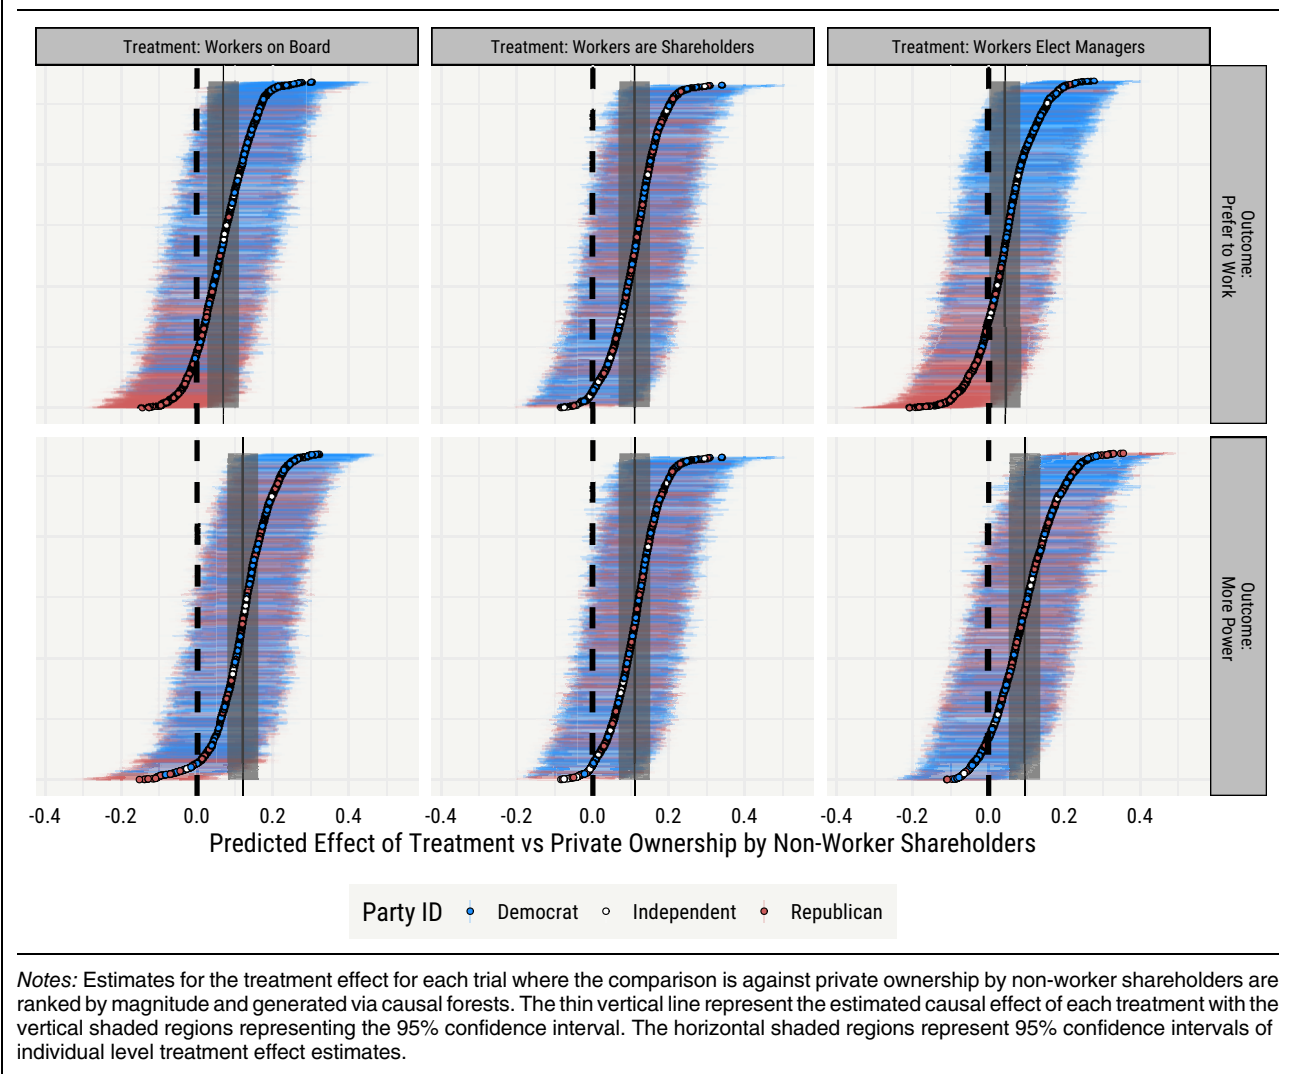 Treatment: Workers on Board
Treatment: Workers are Shareholders
Treatment: Workers Elect Managers
Outcome:
Prefer to Work
Outcome:
More Power
-0.4 -0.2 0.0 0.2 0.4 -0.4 -0.2 0.0 0.2 0.4 -0.4 -0.2 0.0 0.2 0.4
Predicted Effect of Treatment vs Private Ownership by Non-Worker Shareholders
Party ID Democrat Independent Republican
Notes: Estimates for the treatment effect for each trial where the comparison is against private ownership by non-worker shareholders are
ranked by magnitude and generated via causal forests. The thin vertical line represent the estimated causal effect of each treatment with the
vertical shaded regions representing the 95% confidence interval. The horizontal shaded regions represent 95% confidence intervals of
individual level treatment effect estimates.